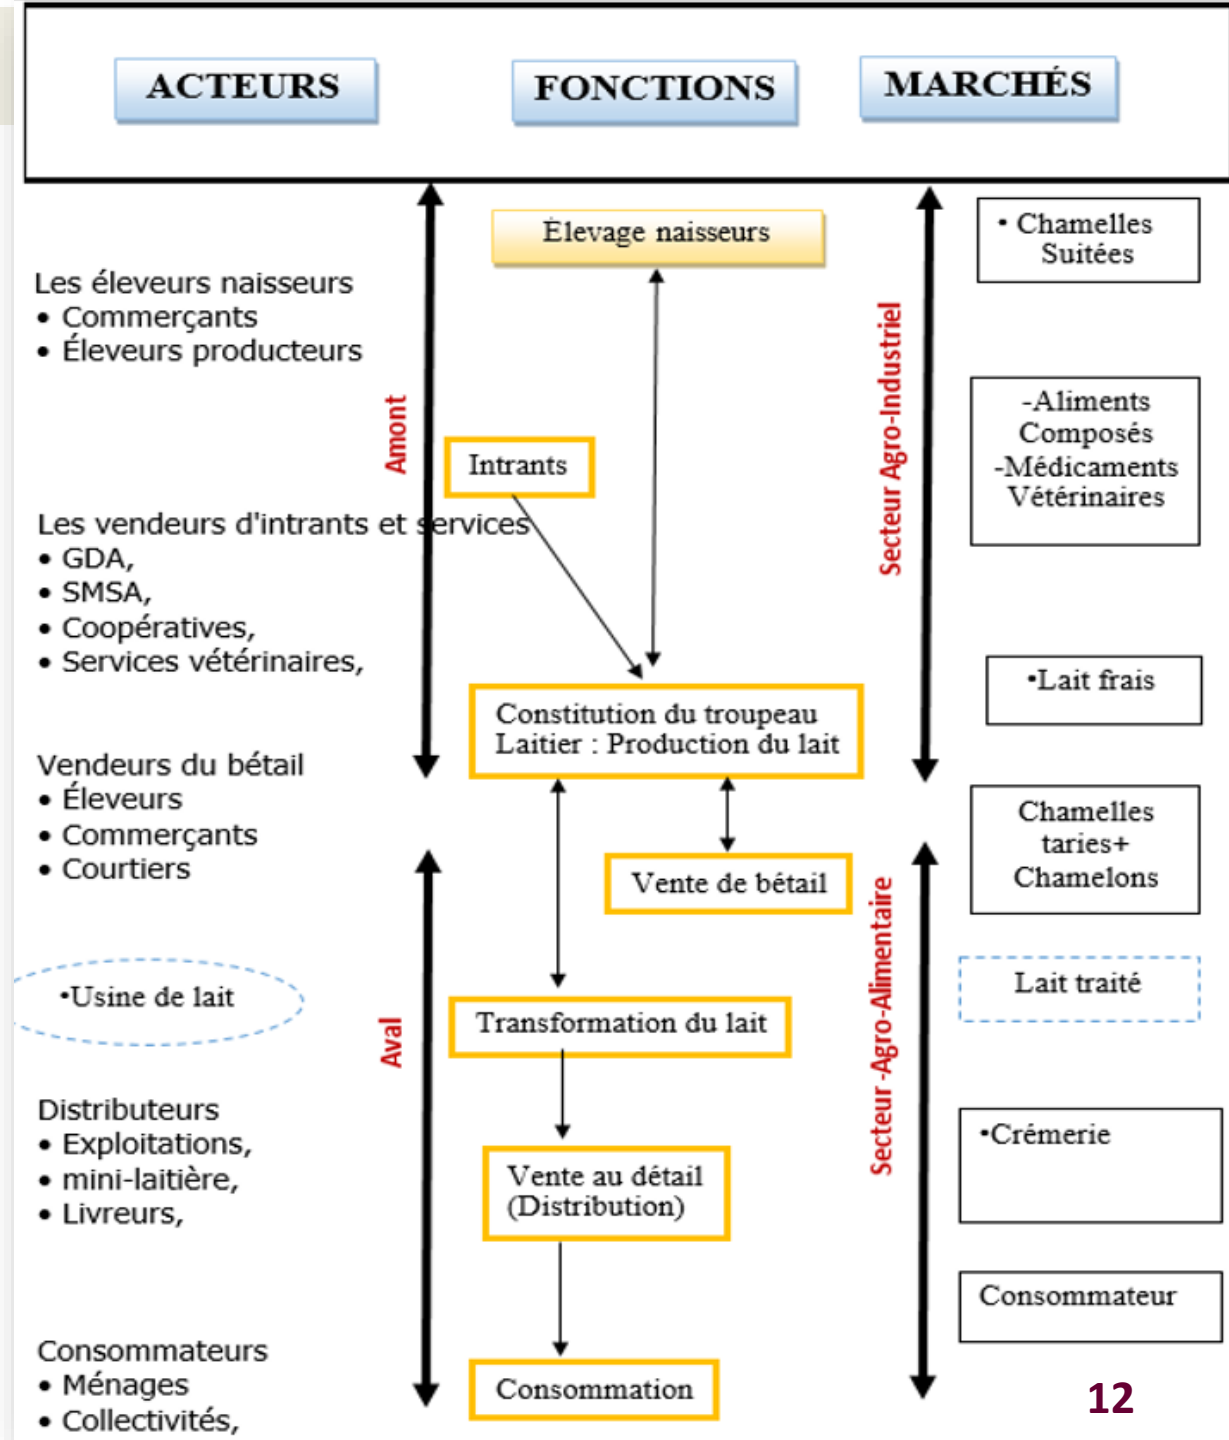 ACTEURS
FONCTIONS
MARCHÉS
Les éleveurs naisseurs
• Commerçants
• Éleveurs producteurs
Les vendeurs d'intrants et services
• GDA,
• SMSA,
• Coopératives,
• Services vétérinaires,
Vendeurs du bétail
• Éleveurs
• Commerçants
• Courtiers
•Usine de lait
Distributeurs
• Exploitations,
• mini-laitière,
• Livreurs,
Consommateurs
• Ménages
• Collectivités,
Amont
Aval
Élevage naisseurs
Intrants
Constitution du troupeau
Laitier : Production du lait
Vente de bétail
Transformation du lait
Vente au détail
(Distribution)
Consommation
Secteur Agro-Industriel
Secteur -Agro-Alimentaire
• Chamelles
Suitées
-Aliments
Composés
-Médicaments
Vétérinaires
•Lait frais
Chamelles
taries+
Chamelons
Lait traité
•Crémerie
Consommateur
12